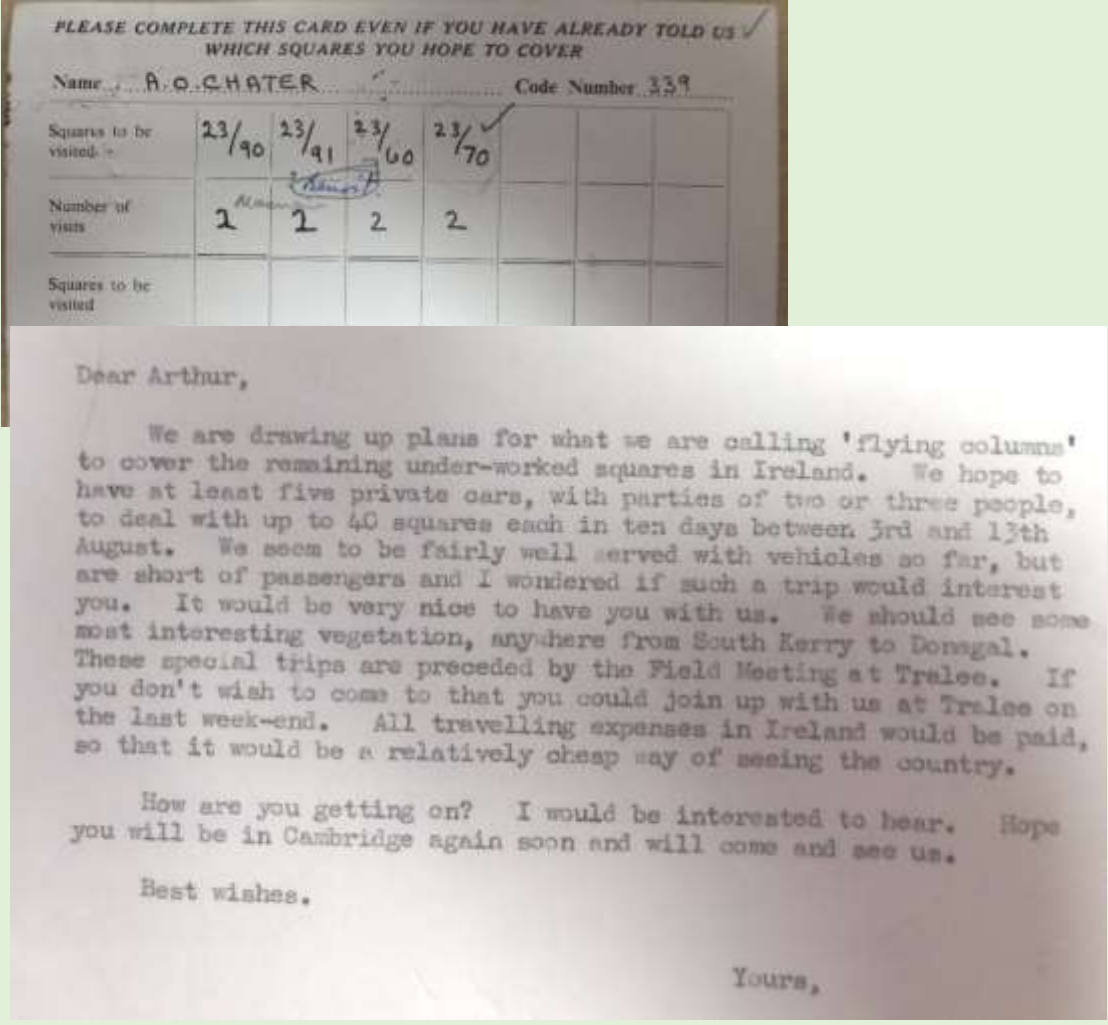 PLEASE COMPLETE THIS CARD EVEN IF YOU HAVE ALREADY TOLD US
WHICH SQUARES YOU HOPE TO COVER
Name A.O.CHATER Code Number 339
Squares to be visited 23/90 23/91 23/60 23/70
Number of visits 2 2 2 2
Squares to be visited
Dear Arthur,
We are drawing up plans for what we are calling 'flying columns'
to cover the remaining under-worked squares in Ireland. We hope to
have at least five private cars, with parties of two or three people,
to deal with up to 40 squares each in ten days between 3rd and 13th
August. We seem to be fairly well served with vehicles so far, but
are short of passengers and I wondered if such a trip would interest
you. It would be very nice to have you with us. We should see some
most interesting vegetation, anywhere from South Kerry to Donegal.
These special trips are preceded by the Field Meeting at Tralee. If
you don't wish to come to that you could join up with us at Tralee on
the last week-end. All travelling expenses in Ireland would be paid,
so that it would be a relatively cheap way of seeing the country.
How are you getting on? I would be interested to hear. Hope
you will be in Cambridge again soon and will come and see us.
Best wishes.
Yours,